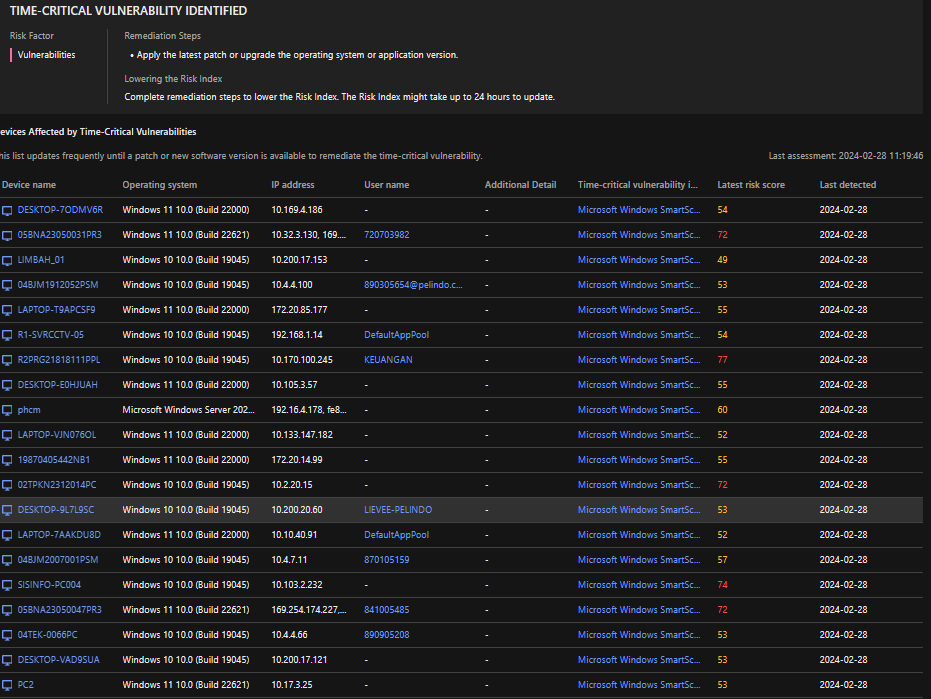 TIME-CRITICAL VULNERABILITY IDENTIFIED
Risk Factor
Vulnerabilities
Remediation Steps
• Apply the latest patch or upgrade the operating system or application version.
Lowering the Risk Index
Complete remediation steps to lower the Risk Index. The Risk Index might take up to 24 hours to update.
evices Affected by Time-Critical Vulnerabilities
his list updates frequently until a patch or new software version is available to remediate the time-critical vulnerability. Last assessment: 2024-02-28 11:19:46
Device name Operating system IP address User name Additional Detail Time-critical vulnerability i... Latest risk score Last detected
DESKTOP-7ODMV6R Windows 11 10.0 (Build 22000) 10.169.4.186 - - Microsoft Windows SmartSc... 54 2024-02-28
05BNA23050031PR3 Windows 11 10.0 (Build 22621) 10.32.3.130, 169.... 720703982 - Microsoft Windows SmartSc... 72 2024-02-28
LIMBAH_01 Windows 10 10.0 (Build 19045) 10.200.17.153 - - Microsoft Windows SmartSc... 49 2024-02-28
04BJM1912052PSM Windows 10 10.0 (Build 19045) 10.4.4.100 890305654@pelindo.c... - Microsoft Windows SmartSc... 53 2024-02-28
LAPTOP-T9APCSF9 Windows 11 10.0 (Build 22000) 172.20.85.177 - - Microsoft Windows SmartSc... 55 2024-02-28
R1-SVRCCTV-05 Windows 10 10.0 (Build 19045) 192.168.1.14 DefaultAppPool - Microsoft Windows SmartSc... 54 2024-02-28
R2PRG21818111PPL Windows 10 10.0 (Build 19045) 10.170.100.245 KEUANGAN - Microsoft Windows SmartSc... 77 2024-02-28
DESKTOP-E0HJUAH Windows 11 10.0 (Build 22000) 10.105.3.57 - - Microsoft Windows SmartSc... 55 2024-02-28
phcm Microsoft Windows Server 202... 192.16.4.178, fe8... - - Microsoft Windows SmartSc... 60 2024-02-28
LAPTOP-VJN076OL Windows 11 10.0 (Build 22000) 10.133.147.182 - - Microsoft Windows SmartSc... 52 2024-02-28
19870405442NB1 Windows 11 10.0 (Build 22000) 172.20.14.99 - - Microsoft Windows SmartSc... 55 2024-02-28
02TPKN2312014PC Windows 10 10.0 (Build 19045) 10.2.20.15 - - Microsoft Windows SmartSc... 72 2024-02-28
DESKTOP-9L7L9SC Windows 10 10.0 (Build 19045) 10.200.20.60 LIEVEE-PELINDO - Microsoft Windows SmartSc... 53 2024-02-28
LAPTOP-7AAKDU8D Windows 11 10.0 (Build 22000) 10.10.40.91 DefaultAppPool - Microsoft Windows SmartSc... 52 2024-02-28
04BJM2007001PSM Windows 10 10.0 (Build 19045) 10.4.7.11 870105159 - Microsoft Windows SmartSc... 57 2024-02-28
SISINFO-PC004 Windows 10 10.0 (Build 19045) 10.103.2.232 - - Microsoft Windows SmartSc... 74 2024-02-28
05BNA23050047PR3 Windows 11 10.0 (Build 22621) 169.254.174.227,... 841005485 - Microsoft Windows SmartSc... 72 2024-02-28
04TEK-0066PC Windows 10 10.0 (Build 19045) 10.4.4.66 890905208 - Microsoft Windows SmartSc... 53 2024-02-28
DESKTOP-VAD9SUA Windows 10 10.0 (Build 19045) 10.200.17.121 - - Microsoft Windows SmartSc... 53 2024-02-28
PC2 Windows 11 10.0 (Build 22621) 10.17.3.25 - - Microsoft Windows SmartSc... 53 2024-02-28